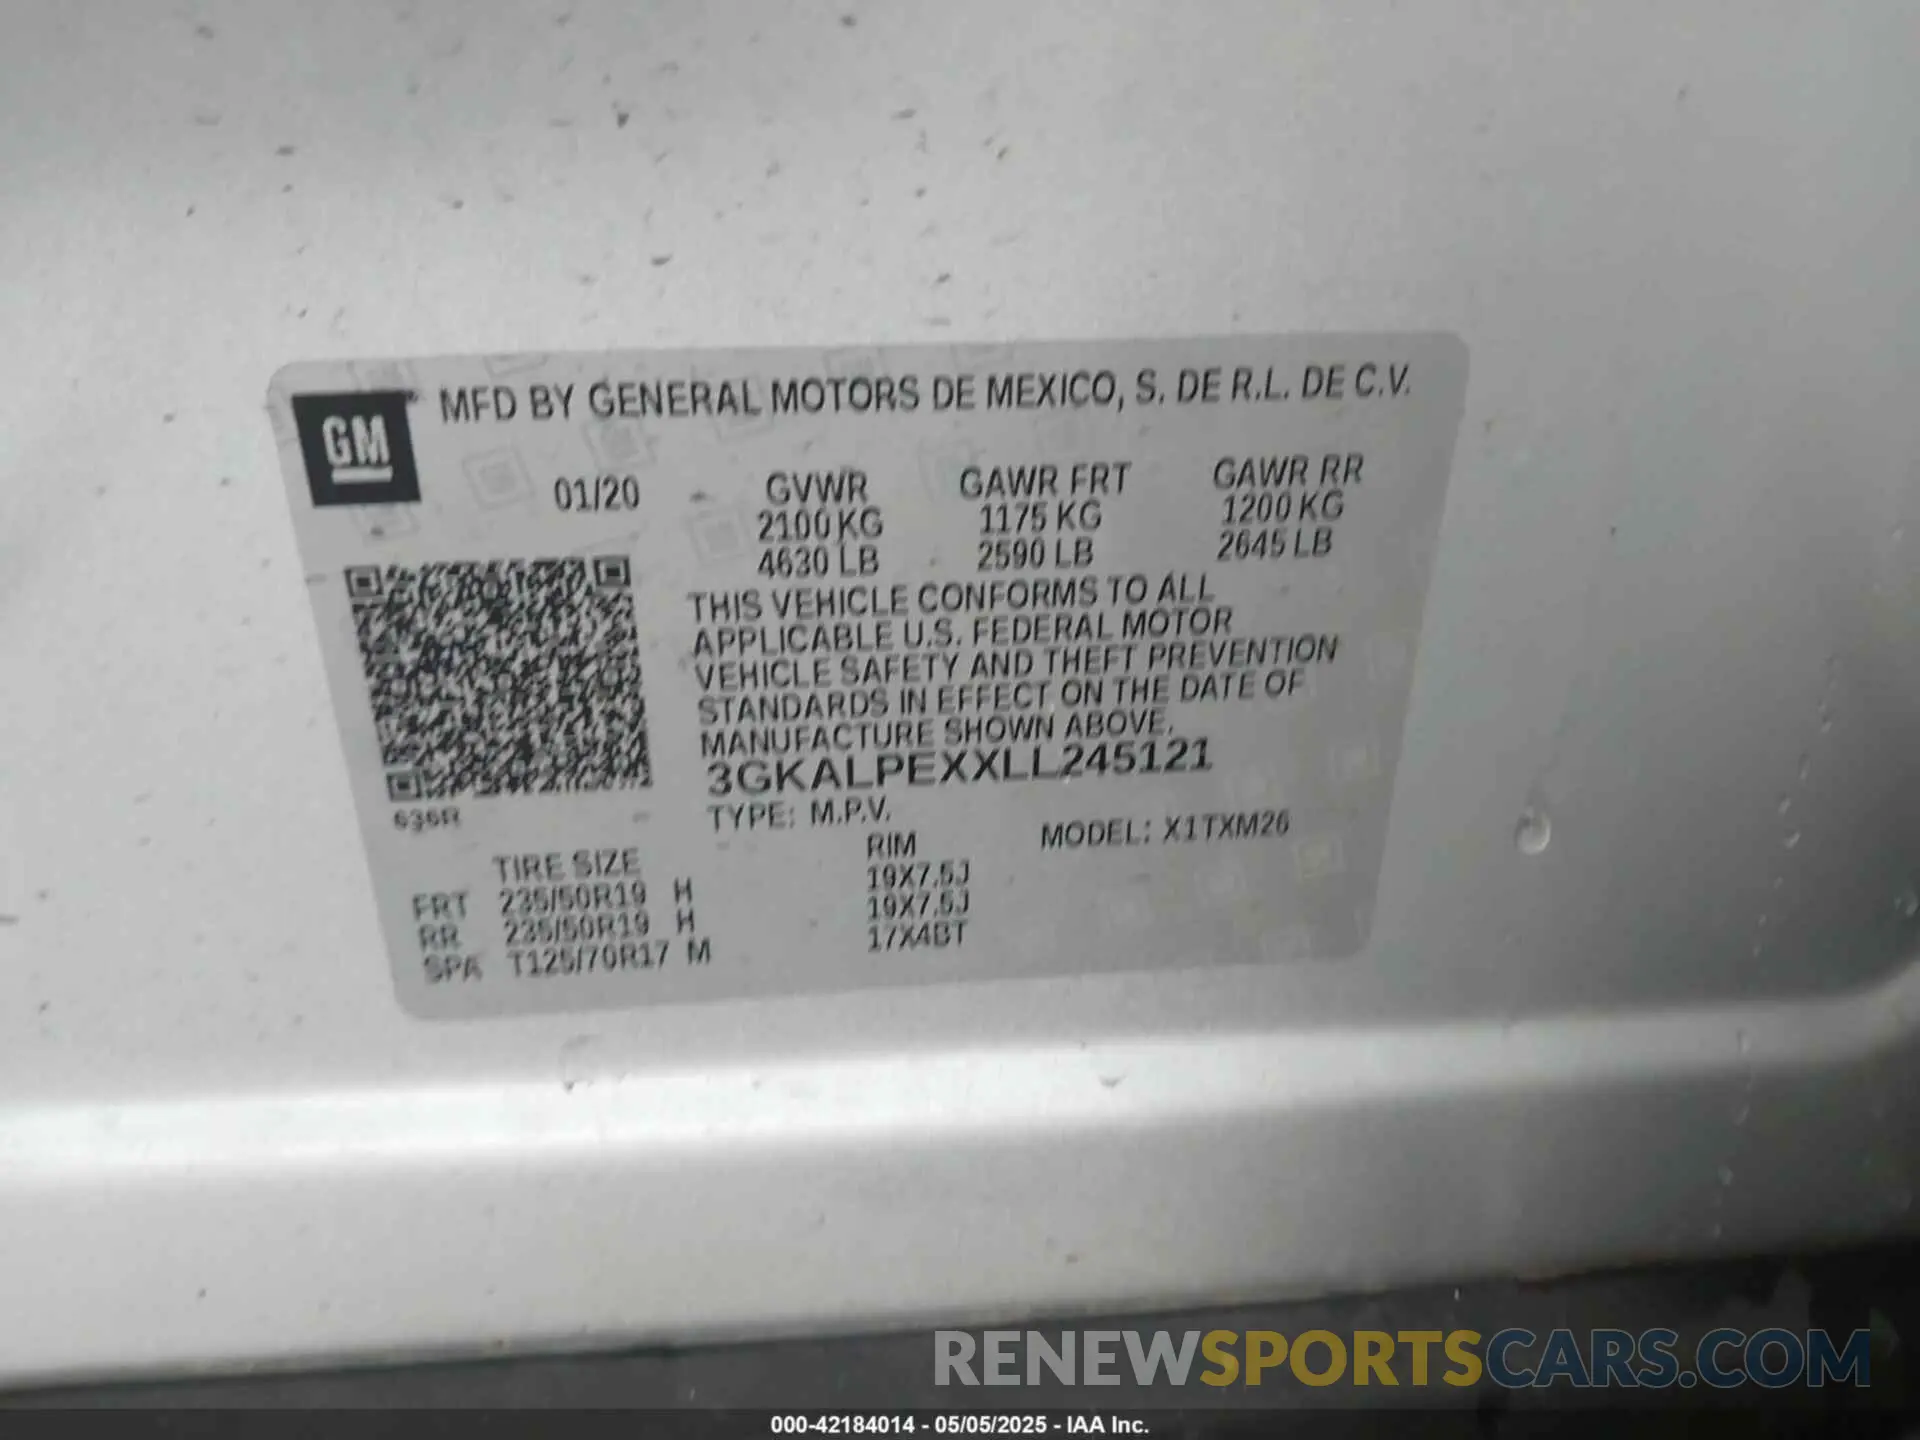 GM MFD BY GENERAL MOTORS DE MEXICO, S. DE R.L. DE C.V.
01/20 GVWR GAWR FRT GAWR RR
2100 KG 1175 KG 1200 KG
4630 LB 2590 LB 2645 LB
THIS VEHICLE CONFORMS TO ALL
APPLICABLE U.S. FEDERAL MOTOR
VEHICLE SAFETY AND THEFT PREVENTION
STANDARDS IN EFFECT ON THE DATE OF
MANUFACTURE SHOWN ABOVE.
3GKALPEXXLL245121
636R TYPE: M.P.V. MODEL: X1TXM26
TIRE SIZE RIM
FRT 235/50R19 H 19X7.5J
RR 235/50R19 H 19X7.5J
SPA T125/70R17 M 17X4BT
RENEWSPORTSCARS.COM
000-42184014 - 05/05/2025 - IAA Inc.